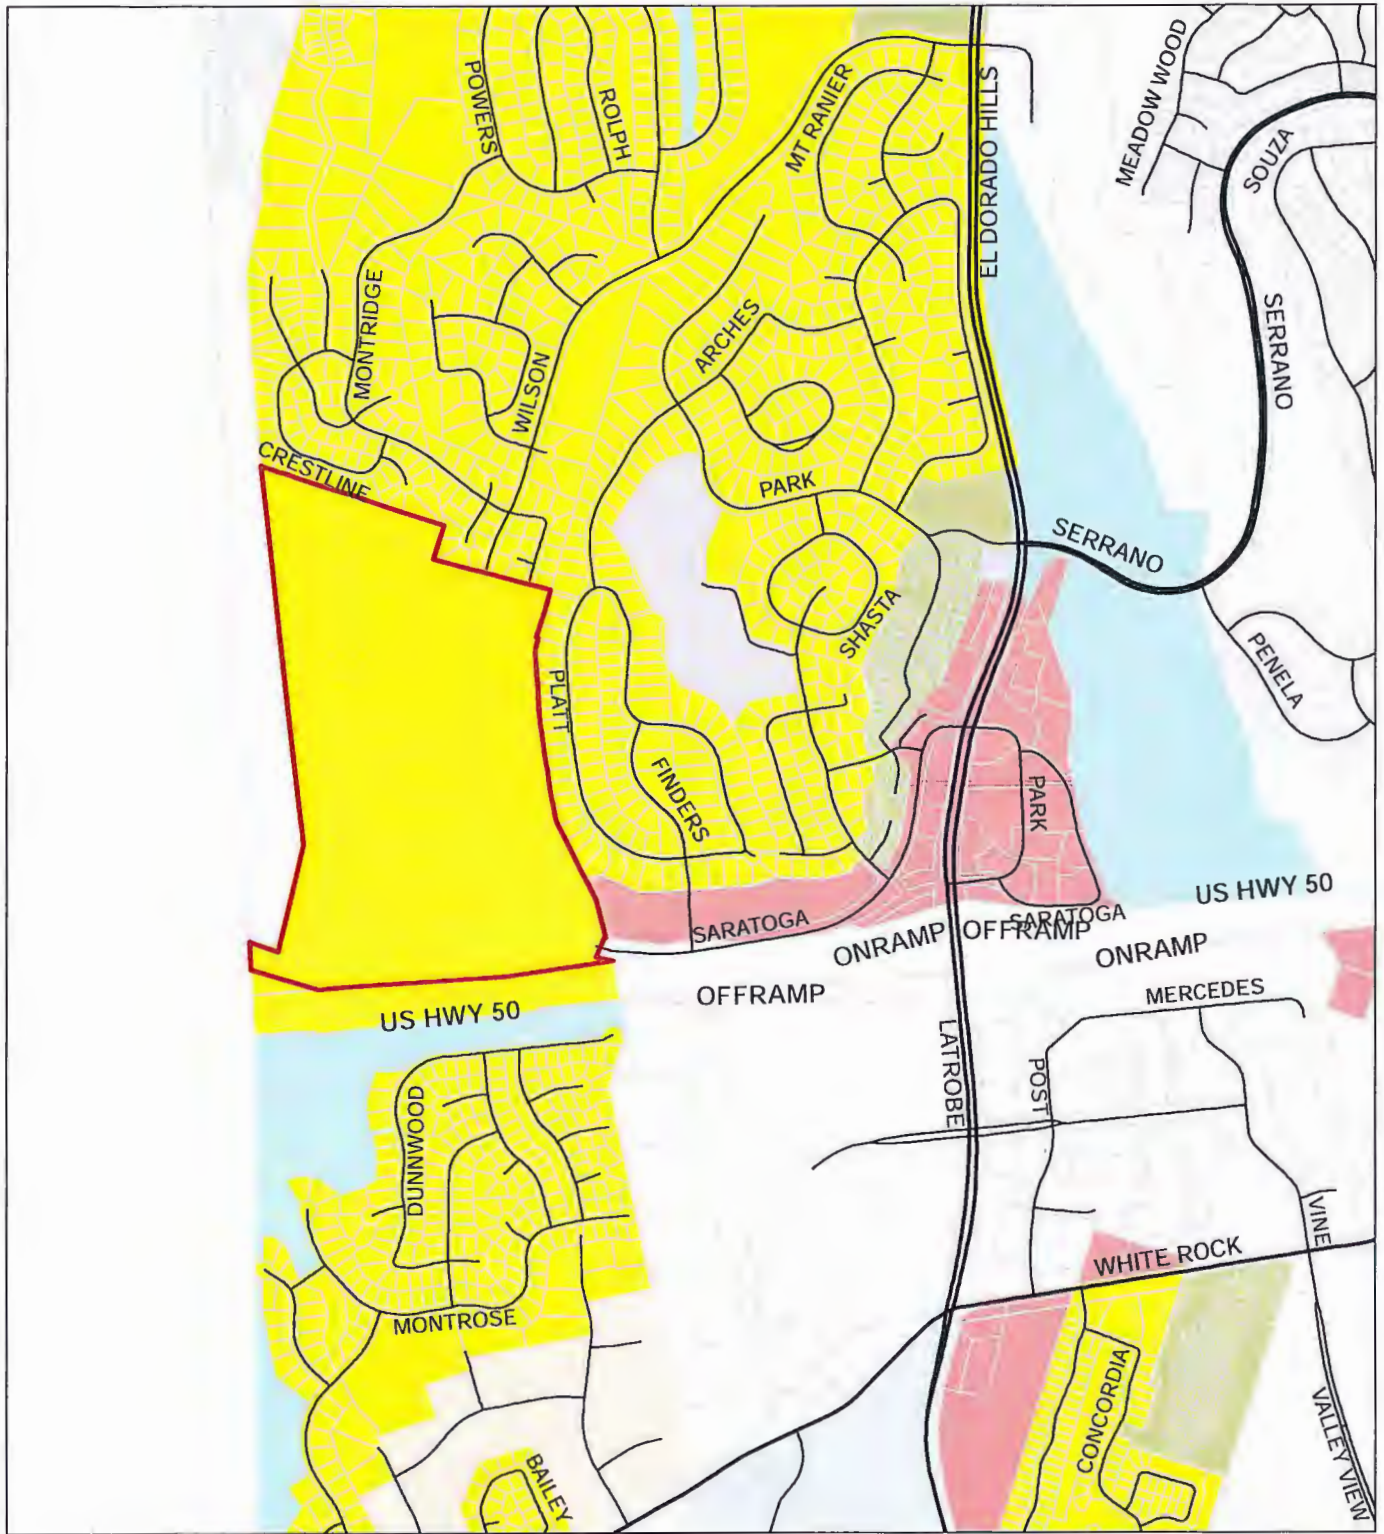 MEADOW WOOD
POWERS
ROLPH
MT RANIER
EL DORADO HILLS
SOUZA
MONTRIDGE
ARCHES
SERRANO
WILSON
CRESTLINE
PARK
SERRANO
SHASTA
PENELA
PLATT
FINDERS
PARK
US HWY 50
SARATOGA
SARATOGA
ONRAMP
OFFRAMP
ONRAMP
OFFRAMP
MERCEDES
US HWY 50
LATROBE
POST
DUNNWOOD
VINE
WHITE ROCK
MONTROSE
CONCORDIA
VALLEY VIEW
BAILEY